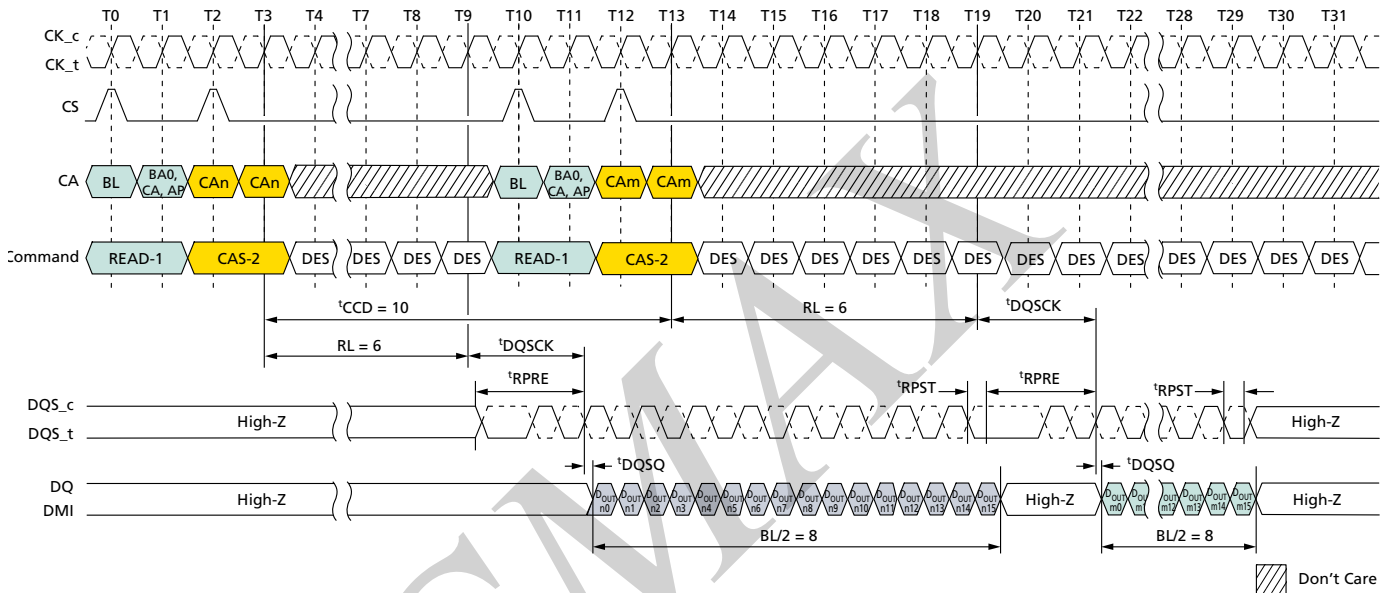 T0 T1 T2 T3 T4 T7 T8 T9 T10 T11 T12 T13 T14 T15 T16 T17 T18 T19 T20 T21 T22 T28 T29 T30 T31
CK_c
CK_t
CS
CA BL BA0, CA, AP CAn CAn BL BA0, CA, AP CAm CAm
Command READ-1 CAS-2 DES DES DES DES READ-1 CAS-2 DES DES DES DES DES DES DES DES DES DES DES DES DES
tCCD = 10 RL = 6 tDQSCK
RL = 6 tDQSCK
tRPRE tRPST tRPRE tRPST
DQS_c
DQS_t
High-Z High-Z
tDQSQ tDQSQ
DQ
DMI
High-Z DOUT n0 DOUT n1 DOUT n2 DOUT n3 DOUT n4 DOUT n5 DOUT n6 DOUT n7 DOUT n8 DOUT n9 DOUT n10 DOUT n11 DOUT n12 DOUT n13 DOUT n14 DOUT n15 High-Z DOUT m0 DOUT m12 DOUT m13 DOUT m14 DOUT m15 High-Z
BL/2 = 8 BL/2 = 8
Don't Care